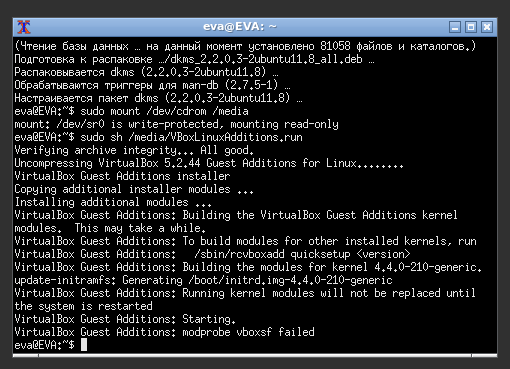 eva@EVA: ~
(Чтение базы данных … на данный момент установлено 81058 файлов и каталогов.)
Подготовка к распаковке …/dkms_2.2.0.3-2ubuntu11.8_all.deb …
Распаковывается dkms (2.2.0.3-2ubuntu11.8) …
Обрабатываются триггеры для man-db (2.7.5-1) …
Настраивается пакет dkms (2.2.0.3-2ubuntu11.8) …
eva@EVA:~$ sudo mount /dev/cdrom /media
mount: /dev/sr0 is write-protected, mounting read-only
eva@EVA:~$ sudo sh /media/VBoxLinuxAdditions.run
Verifying archive integrity... All good.
Uncompressing VirtualBox 5.2.44 Guest Additions for Linux........
VirtualBox Guest Additions installer
Copying additional installer modules ...
Installing additional modules ...
VirtualBox Guest Additions: Building the VirtualBox Guest Additions kernel
modules.  This may take a while.
VirtualBox Guest Additions: To build modules for other installed kernels, run
VirtualBox Guest Additions:   /sbin/rcvboxadd quicksetup <version>
VirtualBox Guest Additions: Building the modules for kernel 4.4.0-210-generic.
update-initramfs: Generating /boot/initrd.img-4.4.0-210-generic
VirtualBox Guest Additions: Running kernel modules will not be replaced until
the system is restarted
VirtualBox Guest Additions: Starting.
VirtualBox Guest Additions: modprobe vboxsf failed
eva@EVA:~$